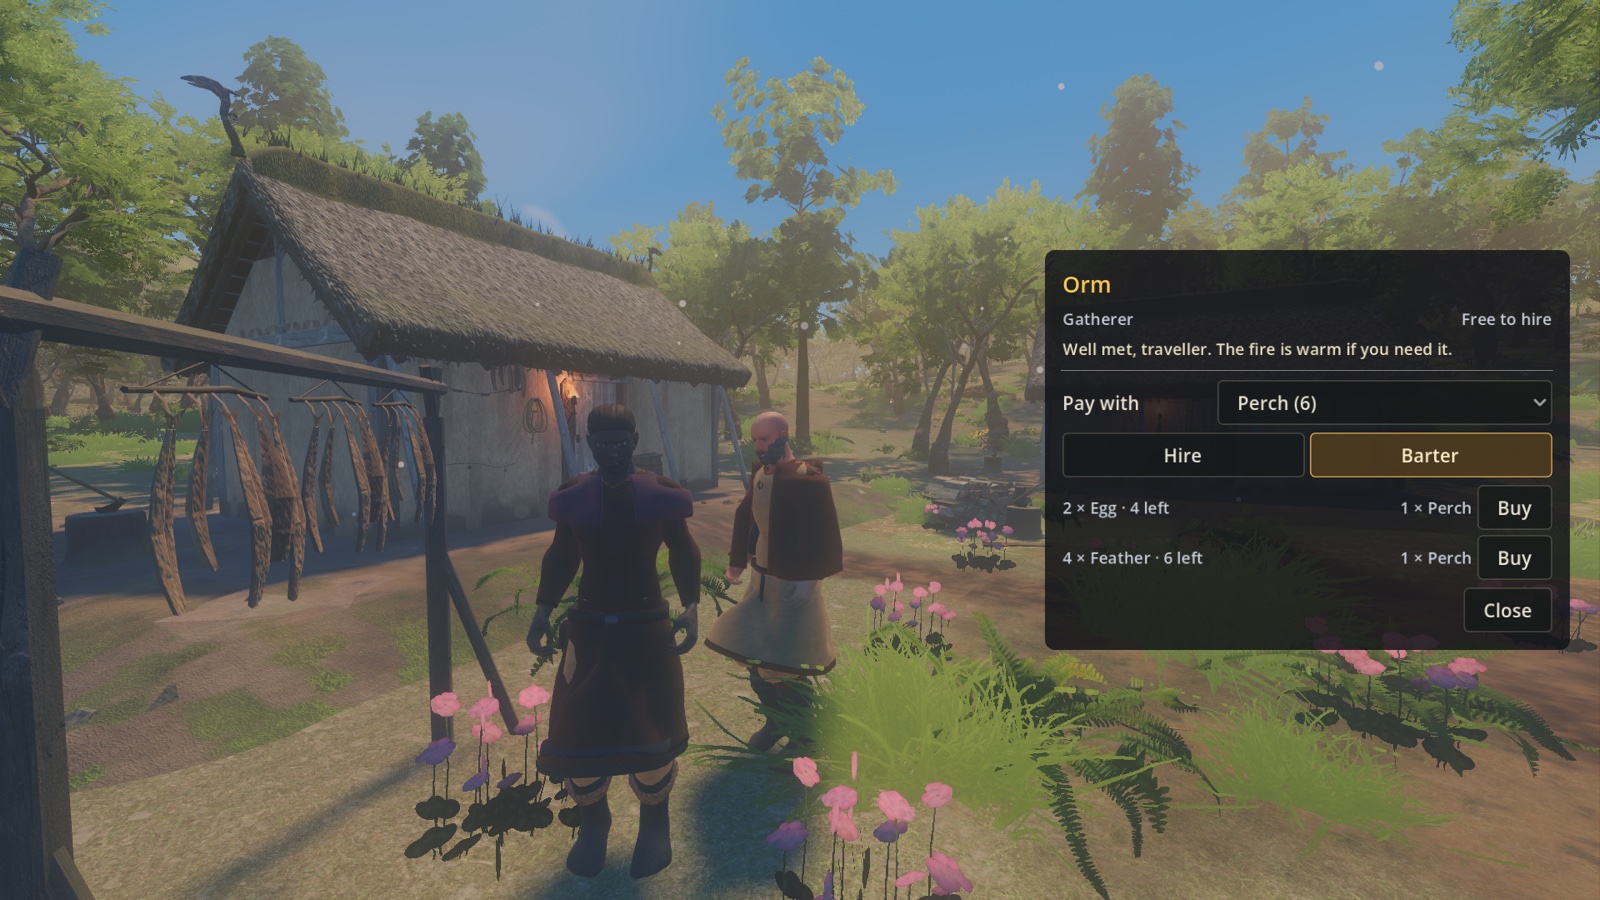 Orm
Gatherer Free to hire
Well met, traveller. The fire is warm if you need it.
Pay with Perch (6)
Hire Barter
2 × Egg · 4 left 1 × Perch Buy
4 × Feather · 6 left 1 × Perch Buy
Close